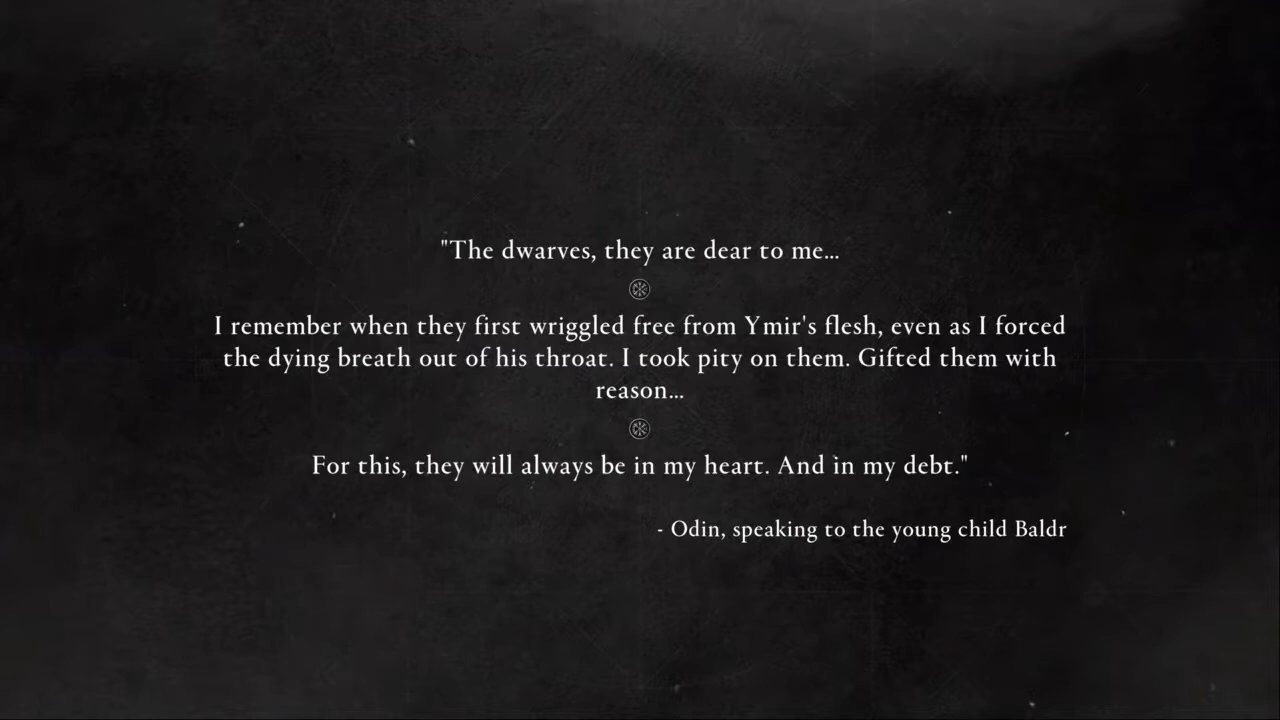 "The dwarves, they are dear to me...
I remember when they first wriggled free from Ymir's flesh, even as I forced
the dying breath out of his throat. I took pity on them. Gifted them with
reason...
For this, they will always be in my heart. And in my debt."
- Odin, speaking to the young child Baldr